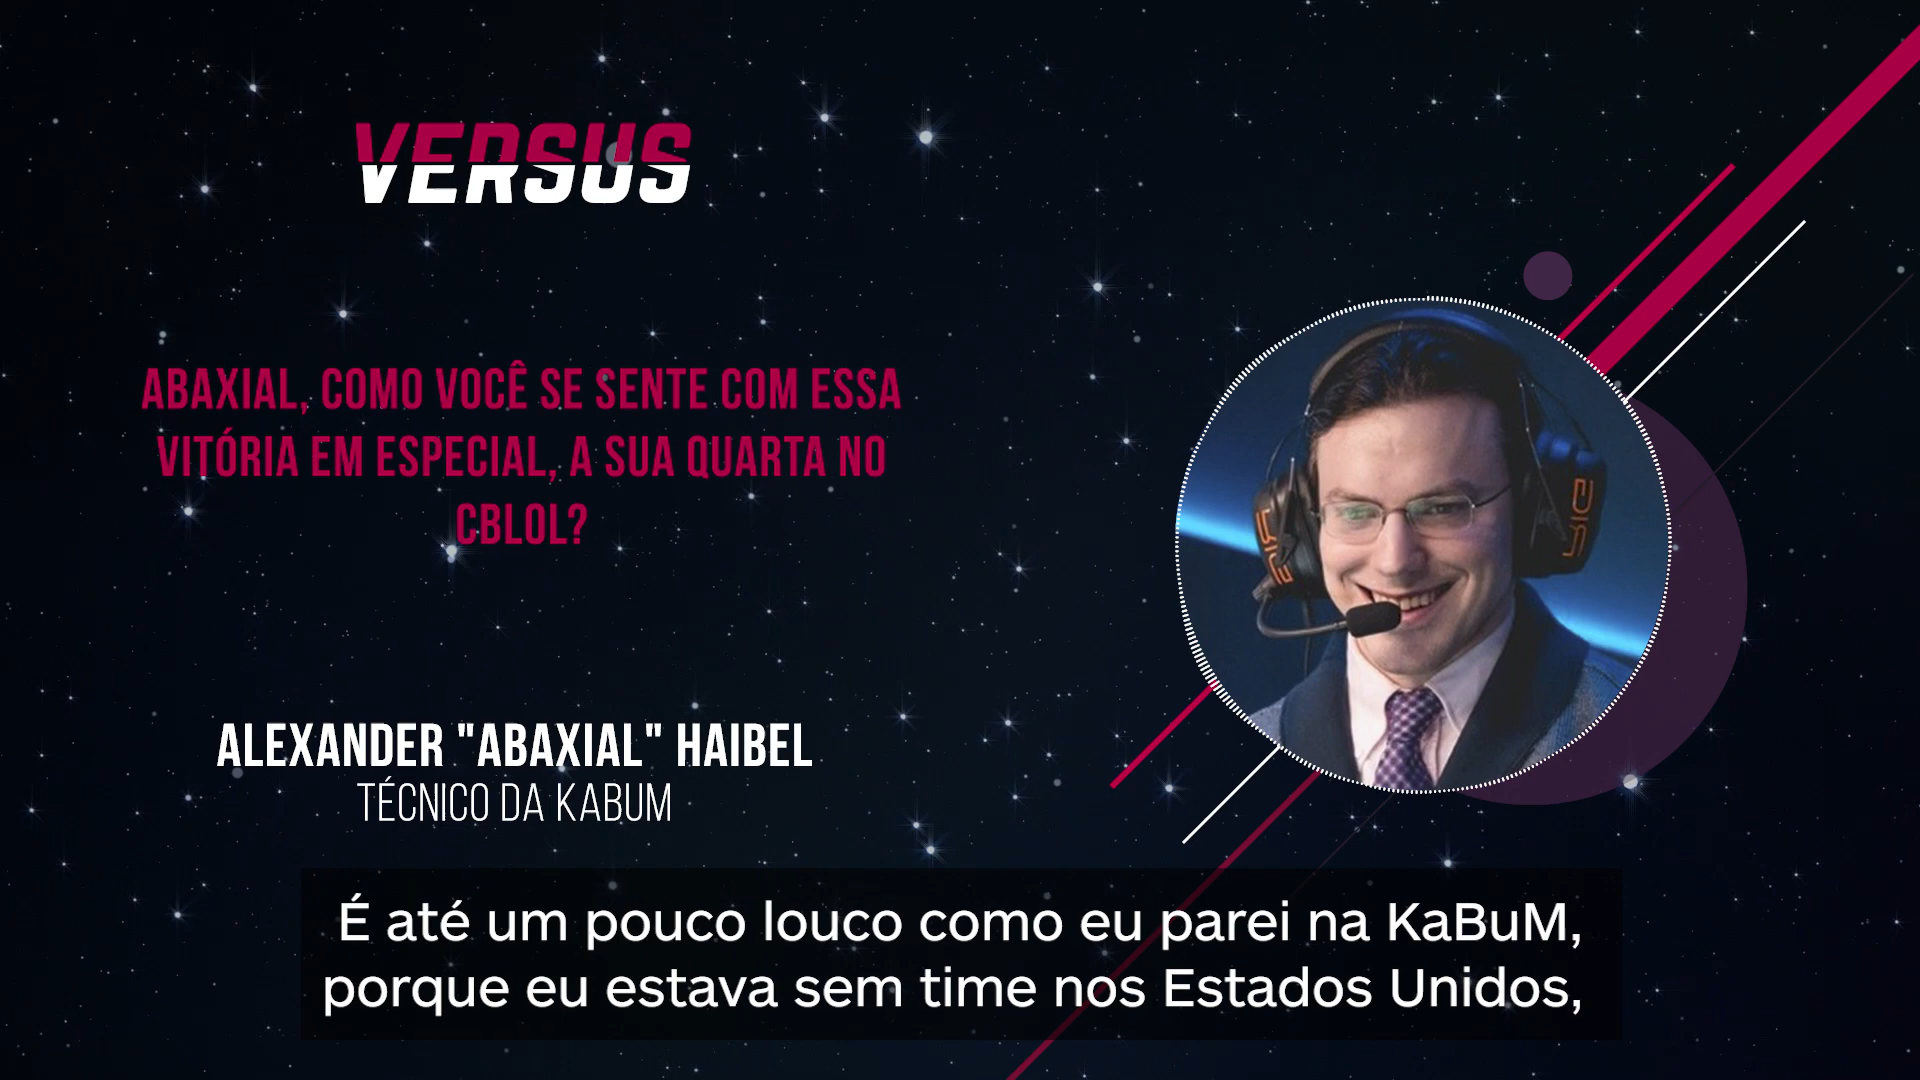 VERSUS
ABAXIAL, COMO VOCÊ SE SENTE COM ESSA
VITÓRIA EM ESPECIAL, A SUA QUARTA NO
CBLOL?
ALEXANDER "ABAXIAL" HAIBEL
TÉCNICO DA KABUM
É até um pouco louco como eu parei na KaBuM,
porque eu estava sem time nos Estados Unidos,